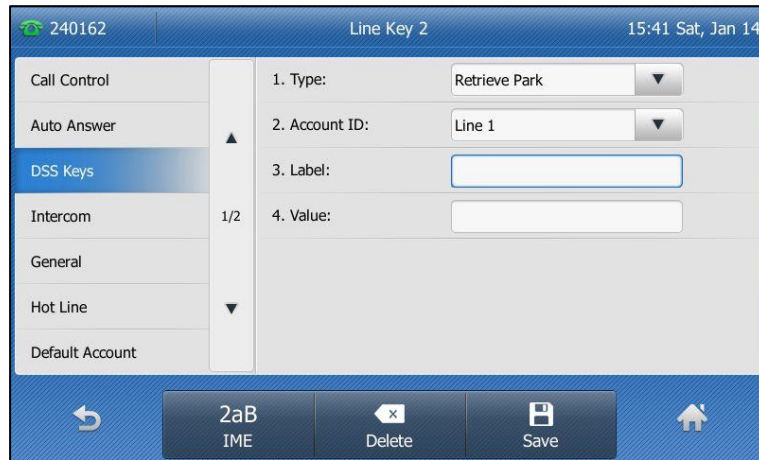 240162
Line Key 2
15:41 Sat, Jan 14
Call Control
Auto Answer
DSS Keys
Intercom
General
Hot Line
Default Account
1/2
1. Type:
Retrieve Park
2. Account ID:
Line 1
3. Label:
4. Value:
2aB
IME
Delete
Save